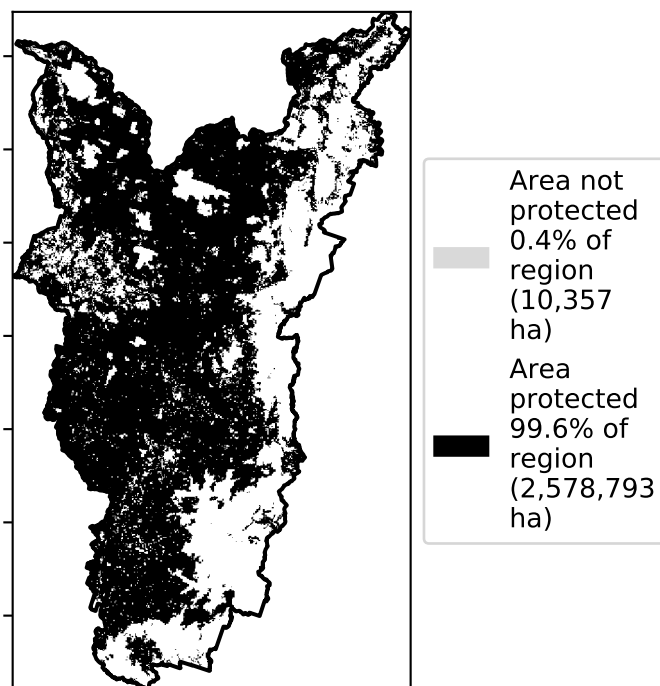 Area not
protected
0.4% of
region
(10,357
ha)
Area
protected
99.6% of
region
(2,578,793
ha)